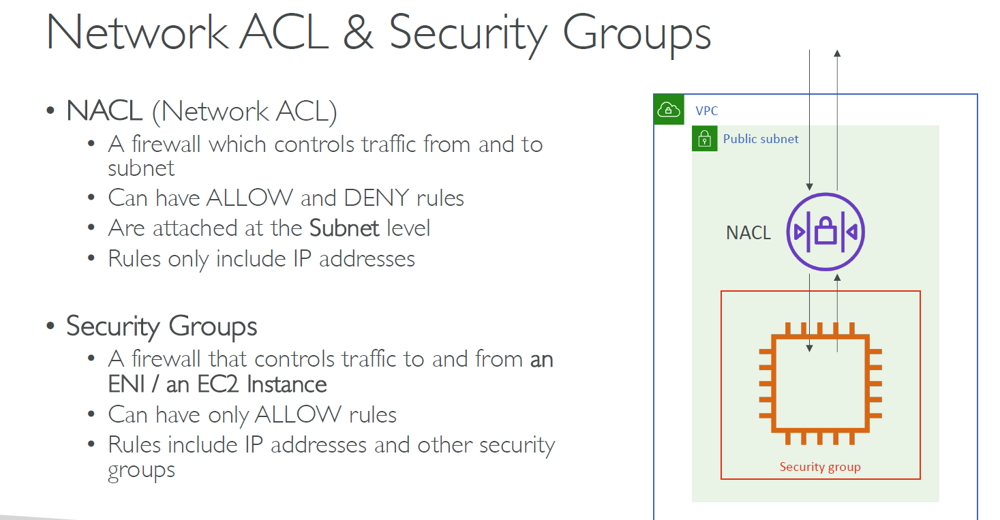 Network ACL & Security Groups
• NACL (Network ACL)
• A firewall which controls traffic from and to
subnet
• Can have ALLOW and DENY rules
• Are attached at the Subnet level
• Rules only include IP addresses
• Security Groups
• A firewall that controls traffic to and from an
ENI / an EC2 Instance
• Can have only ALLOW rules
• Rules include IP addresses and other security
groups
VPC
Public subnet
NACL
Security group